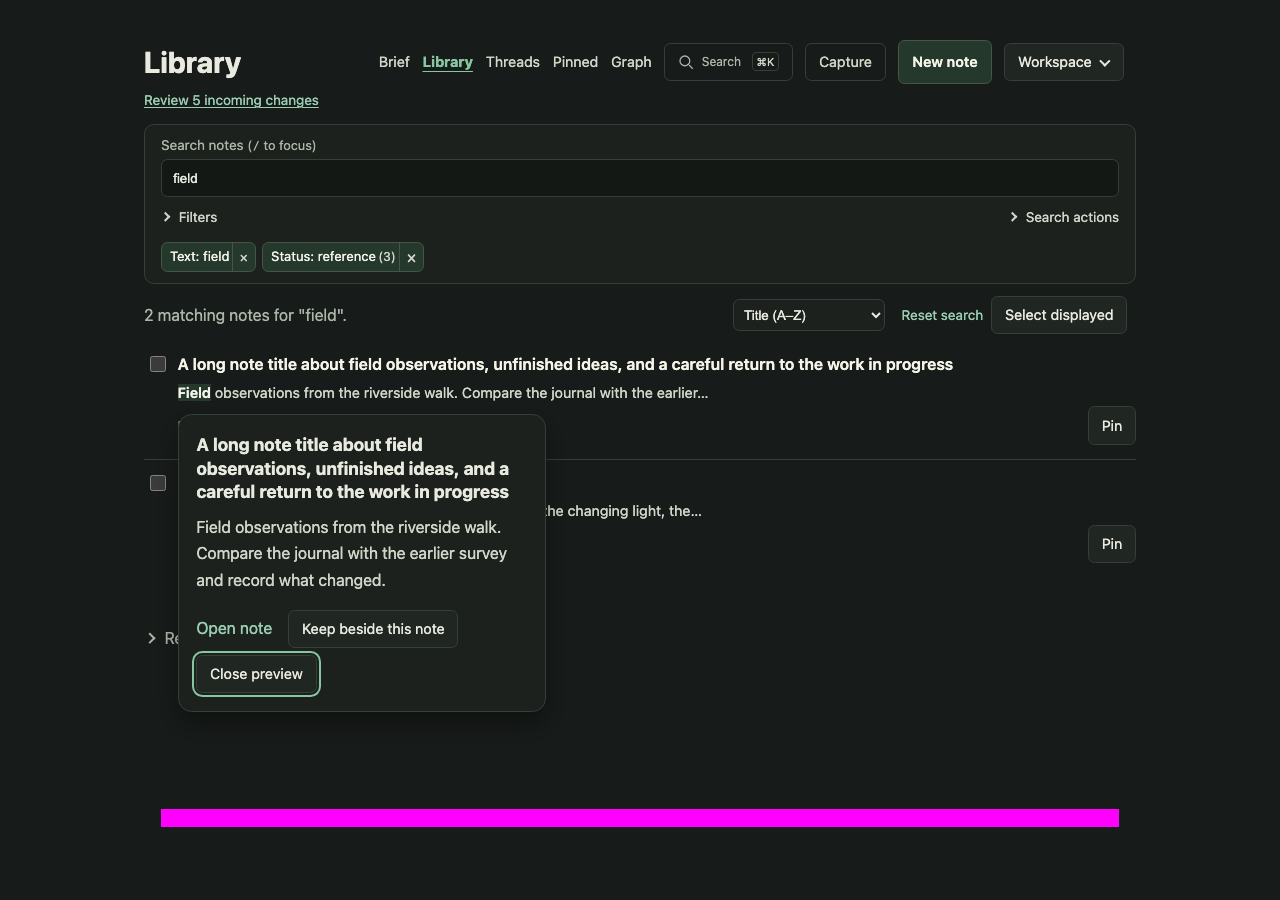 Library
Brief Library Threads Pinned Graph Search ⌘K Capture New note Workspace
Review 5 incoming changes
Search notes (/ to focus)
field
Filters
Search actions
Text: field ×
Status: reference (3) ×
2 matching notes for "field".
Title (A–Z)
Reset search
Select displayed
A long note title about field observations, unfinished ideas, and a careful return to the work in progress
Field observations from the riverside walk. Compare the journal with the earlier...
Pin
A long note title about field
observations, unfinished ideas, and a
careful return to the work in progress
the changing light, the...
Pin
Field observations from the riverside walk.
Compare the journal with the earlier survey
and record what changed.
Open note
Keep beside this note
Close preview